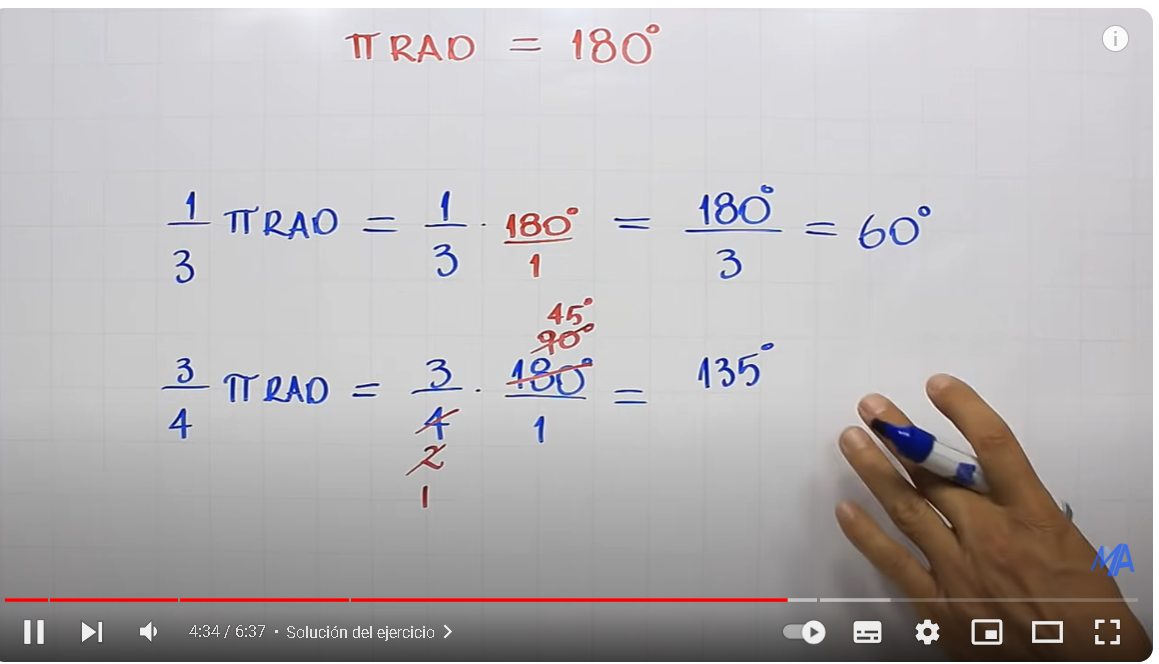 π RAD = 180°
1/3 π RAD = 1/3 · 180°/1 = 180°/3 = 60°
45°
90°
3/4 π RAD = 3/4 · 180°/1 = 135°
2
1
MA
4:34 / 6:37 · Solución del ejercicio >